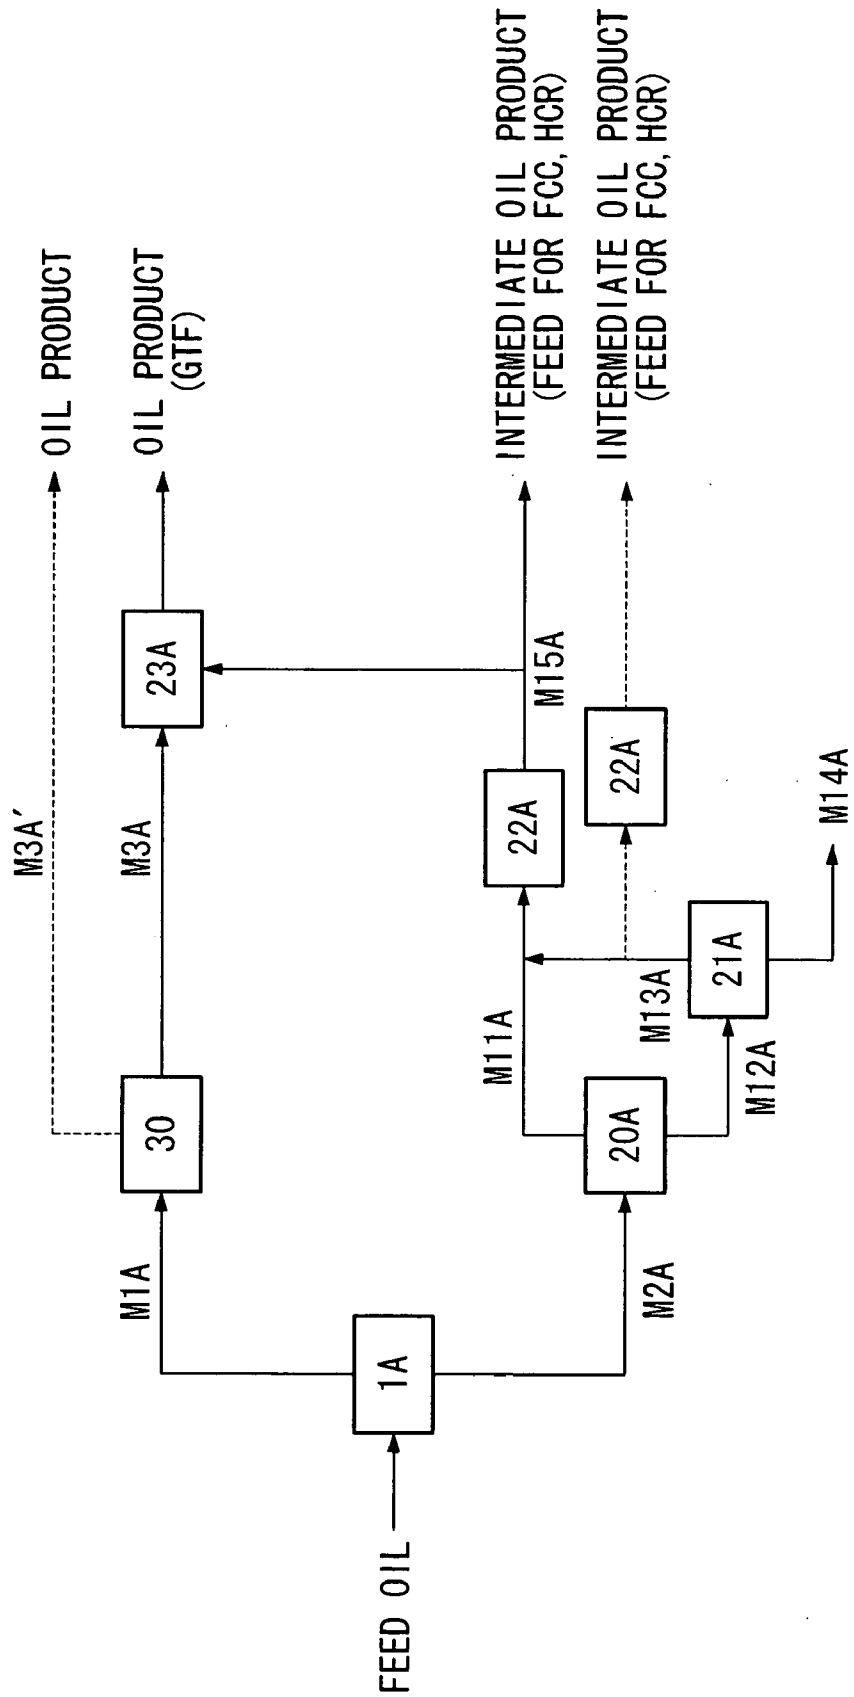 FEED OIL
1A
M1A
M2A
30
M3A′
M3A
23A
OIL PRODUCT
OIL PRODUCT
(GTF)
20A
M11A
M12A
21A
M13A
M14A
22A
M15A
22A
INTERMEDIATE OIL PRODUCT
(FEED FOR FCC, HCR)
INTERMEDIATE OIL PRODUCT
(FEED FOR FCC, HCR)